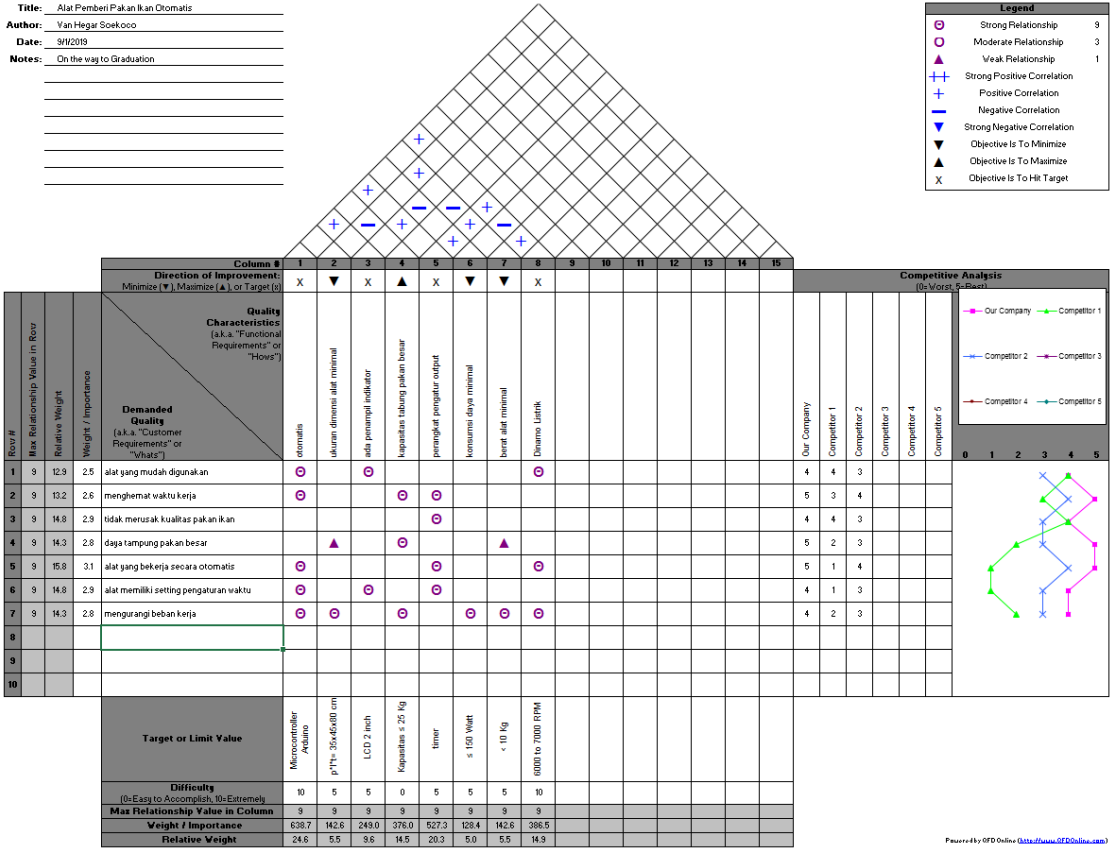 Title: Alat Pemberi Pakan Ikan Otomatis
Author: Van Hegar Soekoco
Date: 9/1/2019
Notes: On the way to Graduation
Legend
Strong Relationship 9
Moderate Relationship 3
Weak Relationship 1
Strong Positive Correlation
Positive Correlation
Negative Correlation
Strong Negative Correlation
Objective Is To Minimize
Objective Is To Maximize
X Objective Is To Hit Target
Column # 1 2 3 4 5 6 7 8 9 10 11 12 13 14 15
Direction of Improvement:
Minimize (▼), Maximize (▲), or Target (x)
X ▼ X ▲ X ▼ ▼ X
Competitive Analysis
(0=Worst, 5=Best)
Row #
Max Relationship Value in Row
Relative Weight
Weight / Importance
Quality
Characteristics
(a.k.a. "Functional
Requirements" or
"Hows")
Demanded
Quality
(a.k.a. "Customer
Requirements" or
"Whats")
otomatis
ukuran dimensi alat minimal
ada penampil indikator
kapasitas tabung pakan besar
perangkat pengatur output
konsumsi daya minimal
berat alat minimal
Dinamo Listrik
Our Company
Competitor 1
Competitor 2
Competitor 3
Competitor 4
Competitor 5
Our Company Competitor 1
Competitor 2 Competitor 3
Competitor 4 Competitor 5
0 1 2 3 4 5
1 9 12.9 2.5 alat yang mudah digunakan 4 4 3
2 9 13.2 2.6 menghemat waktu kerja 5 3 4
3 9 14.8 2.9 tidak merusak kualitas pakan ikan 4 4 3
4 9 14.3 2.8 daya tampung pakan besar 5 2 3
5 9 15.8 3.1 alat yang bekerja secara otomatis 5 1 4
6 9 14.8 2.9 alat memiliki setting pengaturan waktu 4 1 3
7 9 14.3 2.8 mengurangi beban kerja 4 2 3
8
9
10
Target or Limit Value
Microcontroller
Arduino
p*l*t= 35x45x80 cm
LCD 2 inch
Kapasitas ≤ 25 Kg
timer
≤ 150 Watt
< 10 Kg
6000 to 7000 RPM
Difficulty
(0=Easy to Accomplish, 10=Extremely
10 5 5 0 5 5 5 10
Max Relationship Value in Column 9 9 9 9 9 9 9 9
Weight / Importance 638.7 142.6 249.0 376.0 527.3 128.4 142.6 386.5
Relative Weight 24.6 5.5 9.6 14.5 20.3 5.0 5.5 14.9
Powered by QFD Online (http://www.QFDOnline.com)